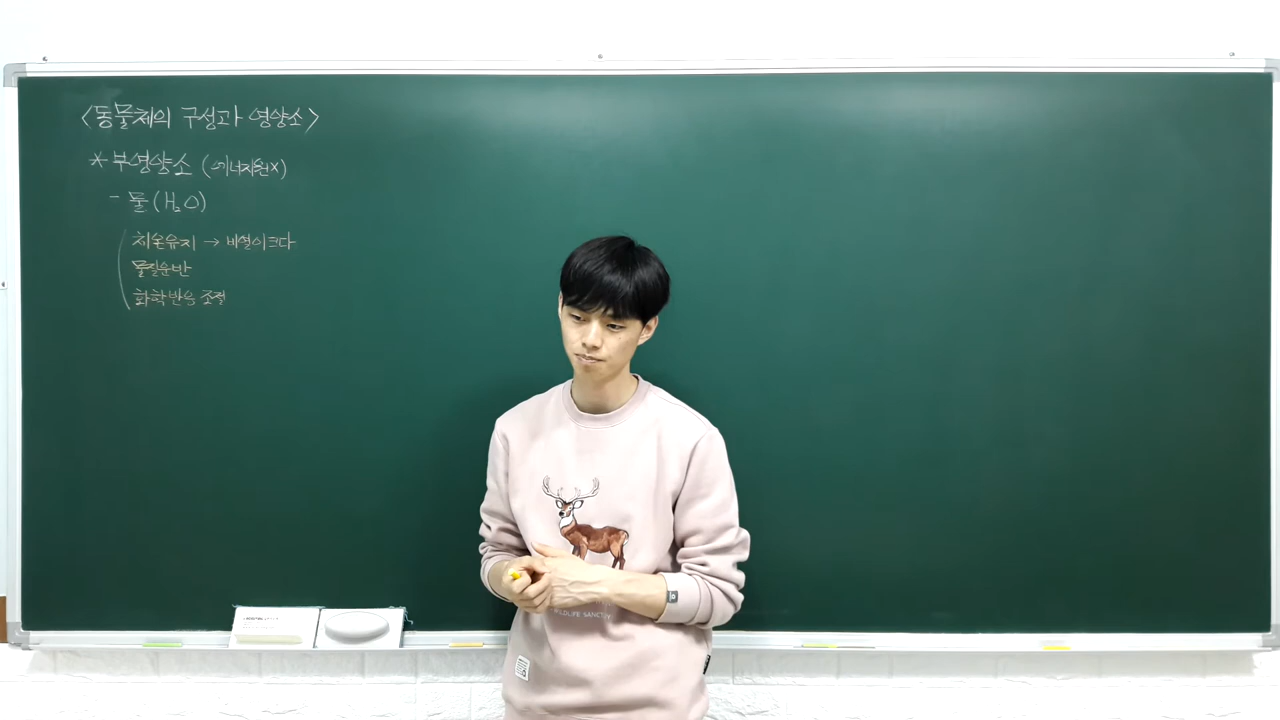 <동물체의 구성과 영양소>
* 부영양소 (에너지원X)
- 물 (H₂O)
체온유지 → 비열이 크다
물질운반
화학반응 조절
WILDLIFE SANCTU